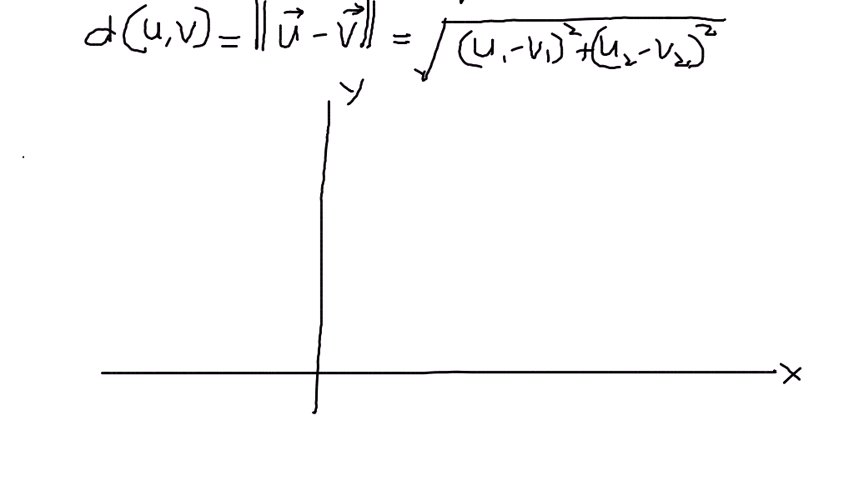 d(u,v) = ‖u⃗ - v⃗‖ = √(u₁-v₁)²+(u₂-v₂)²
y
x